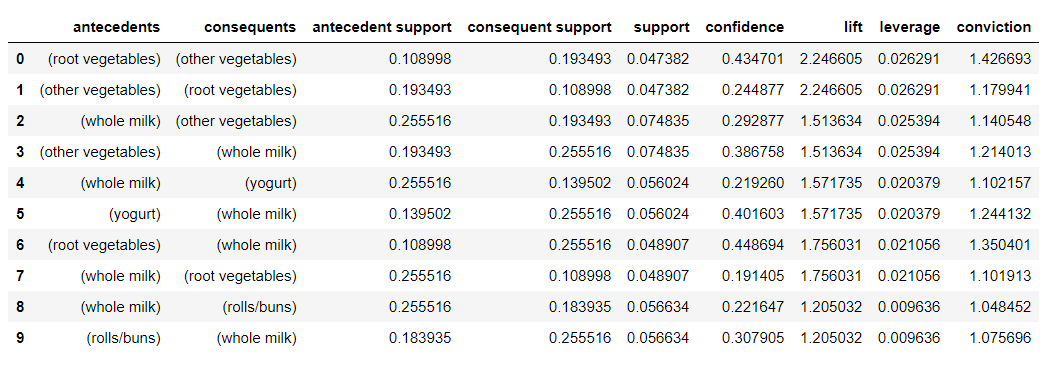 antecedents consequents antecedent support consequent support support confidence lift leverage conviction
0 (root vegetables) (other vegetables) 0.108998 0.193493 0.047382 0.434701 2.246605 0.026291 1.426693
1 (other vegetables) (root vegetables) 0.193493 0.108998 0.047382 0.244877 2.246605 0.026291 1.179941
2 (whole milk) (other vegetables) 0.255516 0.193493 0.074835 0.292877 1.513634 0.025394 1.140548
3 (other vegetables) (whole milk) 0.193493 0.255516 0.074835 0.386758 1.513634 0.025394 1.214013
4 (whole milk) (yogurt) 0.255516 0.139502 0.056024 0.219260 1.571735 0.020379 1.102157
5 (yogurt) (whole milk) 0.139502 0.255516 0.056024 0.401603 1.571735 0.020379 1.244132
6 (root vegetables) (whole milk) 0.108998 0.255516 0.048907 0.448694 1.756031 0.021056 1.350401
7 (whole milk) (root vegetables) 0.255516 0.108998 0.048907 0.191405 1.756031 0.021056 1.101913
8 (whole milk) (rolls/buns) 0.255516 0.183935 0.056634 0.221647 1.205032 0.009636 1.048452
9 (rolls/buns) (whole milk) 0.183935 0.255516 0.056634 0.307905 1.205032 0.009636 1.075696